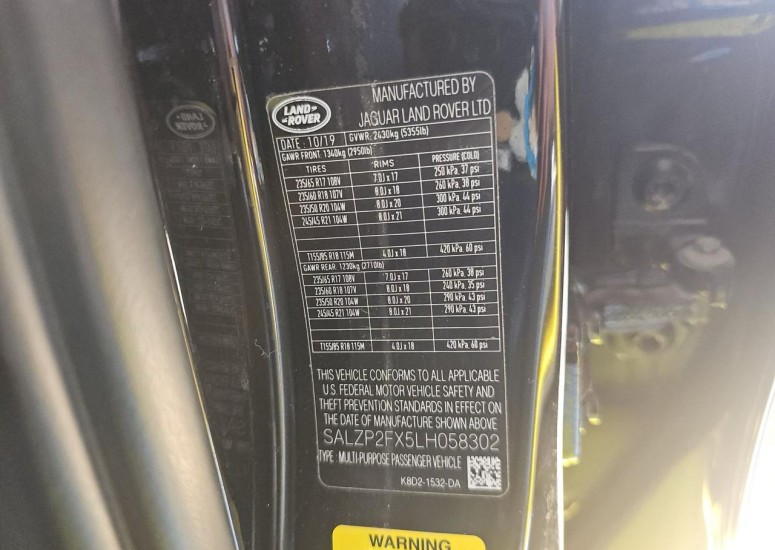 MANUFACTURED BY
LAND-
-ROVER
JAGUAR LAND ROVER LTD
DATE: 10/19 GVWR: 2430kg (5355lb)
GAWR FRONT: 1340kg (2950lb)
TIRES RIMS PRESSURE (COLD)
235/65 R17 108V 7.0J x 17 250 kPa, 37 psi
235/60 R18 107V 8.0J x 18 260 kPa, 38 psi
235/50 R20 104W 8.0J x 20 300 kPa, 44 psi
245/45 R21 104W 8.0J x 21 300 kPa, 44 psi
T155/85 R18 115M 4.0J x 18 420 kPa, 60 psi
GAWR REAR: 1230kg (2710lb)
235/65 R17 108V 7.0J x 17 260 kPa, 38 psi
235/60 R18 107V 8.0J x 18 240 kPa, 35 psi
235/50 R20 104W 8.0J x 20 290 kPa, 43 psi
245/45 R21 104W 8.0J x 21 290 kPa, 43 psi
T155/85 R18 115M 4.0J x 18 420 kPa, 60 psi
THIS VEHICLE CONFORMS TO ALL APPLICABLE
U.S. FEDERAL MOTOR VEHICLE SAFETY AND
THEFT PREVENTION STANDARDS IN EFFECT ON
THE DATE OF MANUFACTURE SHOWN ABOVE
SALZP2FX5LH058302
TYPE: MULTI-PURPOSE PASSENGER VEHICLE
K8D2-1532-DA
WARNING